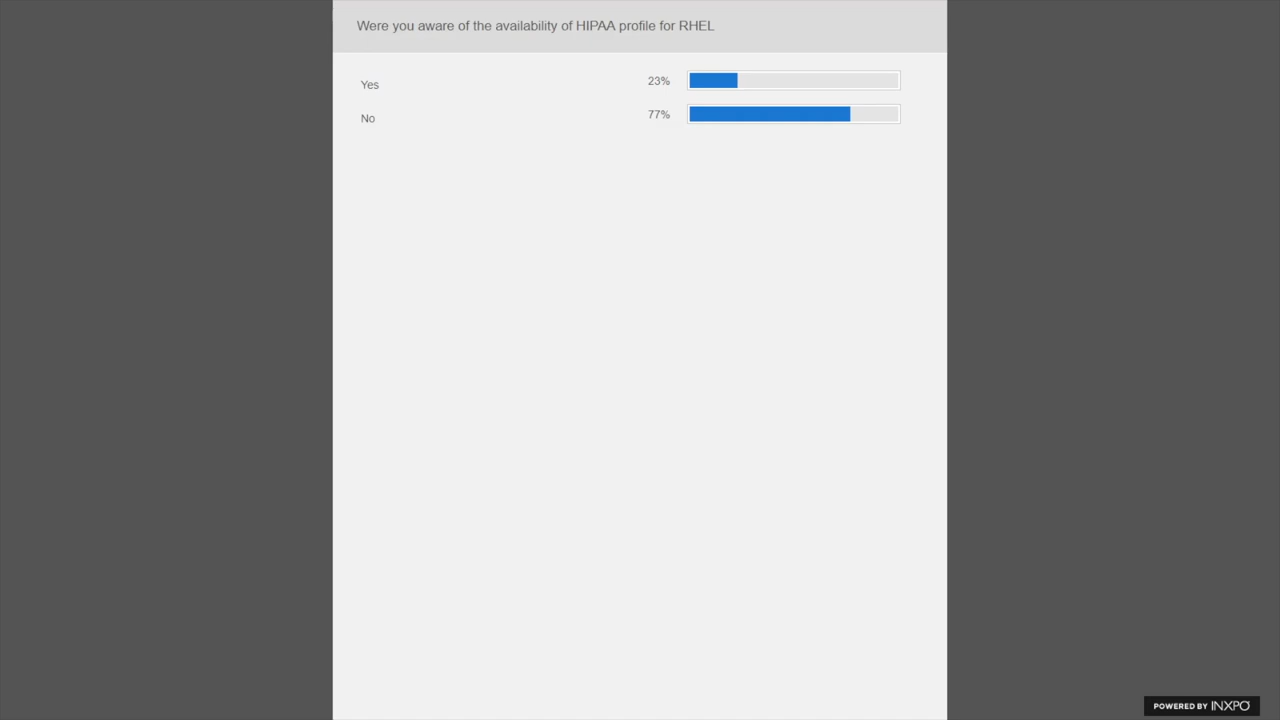 Were you aware of the availability of HIPAA profile for RHEL
Yes 23%
No 77%
POWERED BY INXPO